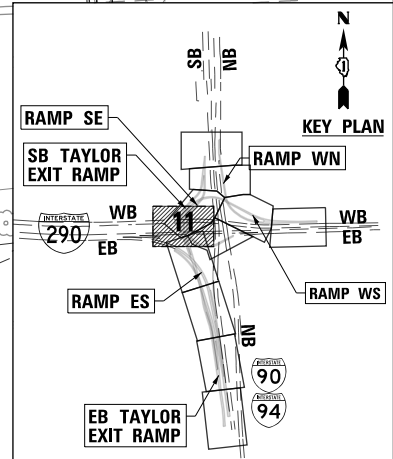 N
SB
NB
KEY PLAN
RAMP SE
SB TAYLOR
EXIT RAMP
RAMP WN
11
INTERSTATE
290
WB
EB
WB
EB
RAMP ES
RAMP WS
NB
INTERSTATE
90
INTERSTATE
94
EB TAYLOR
EXIT RAMP